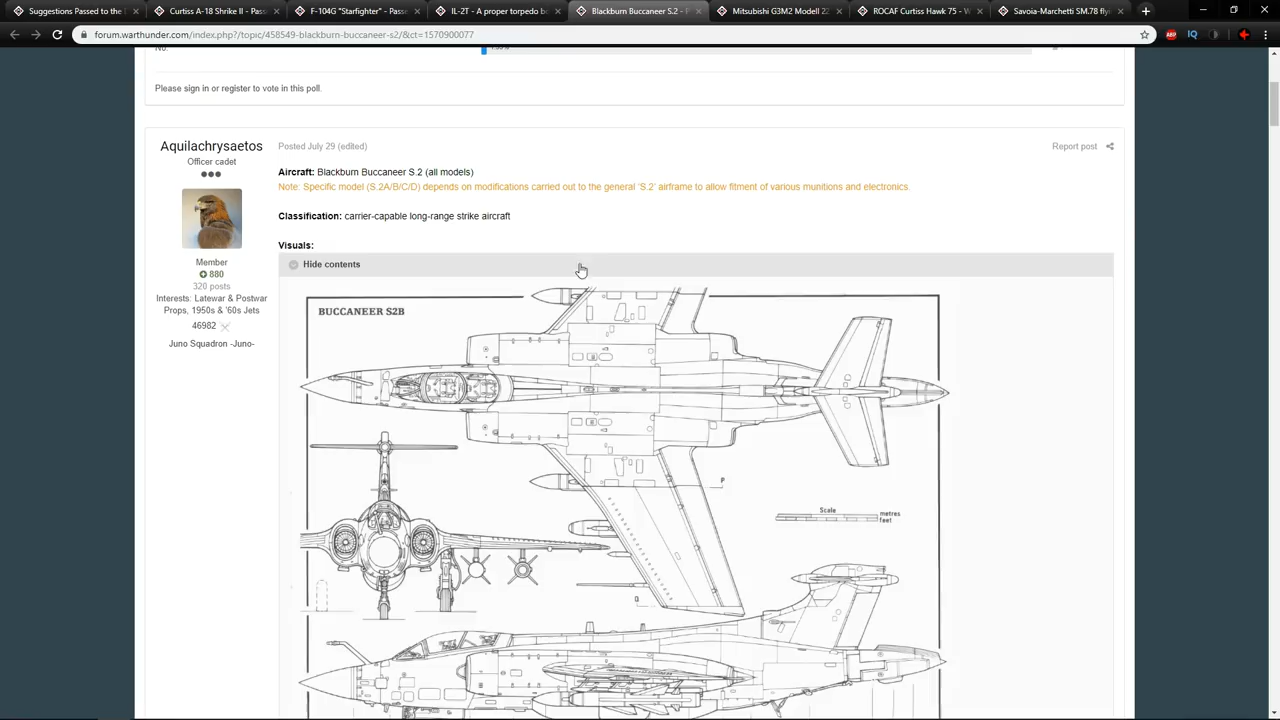 Suggestions Passed to the
Curtiss A-18 Shrike II - Passe
F-104G "Starfighter" - Passe
IL-2T - A proper torpedo b
Blackburn Buccaneer S.2 -
Mitsubishi G3M2 Model 2
ROCAF Curtiss Hawk 75 - W
Savoia-Marchetti SM.78 fly
forum.warthunder.com/index.php?/topic/458549-blackburn-buccaneer-s2/&ct=1570900077
ABP
IQ
No.
Please sign in or register to vote in this poll.
Aquilachrysaetos
Officer cadet
Member
880
320 posts
Interests: Latewar & Postwar
Props, 1950s & '60s Jets
46982
Juno Squadron -Juno-
Posted July 29 (edited)
Report post
Aircraft: Blackburn Buccaneer S.2 (all models)
Note: Specific model (S.2A/B/C/D) depends on modifications carried out to the general 'S.2' airframe to allow fitment of various munitions and electronics.
Classification: carrier-capable long-range strike aircraft
Visuals:
Hide contents
BUCCANEER S2B
P
Scale
metres
feet